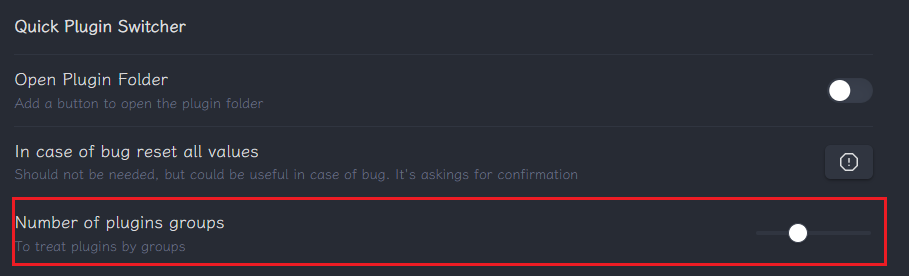 Quick Plugin Switcher
Open Plugin Folder
Add a button to open the plugin folder
In case of bug reset all values
Should not be needed, but could be useful in case of bug. It's askings for confirmation
Number of plugins groups
To treat plugins by groups